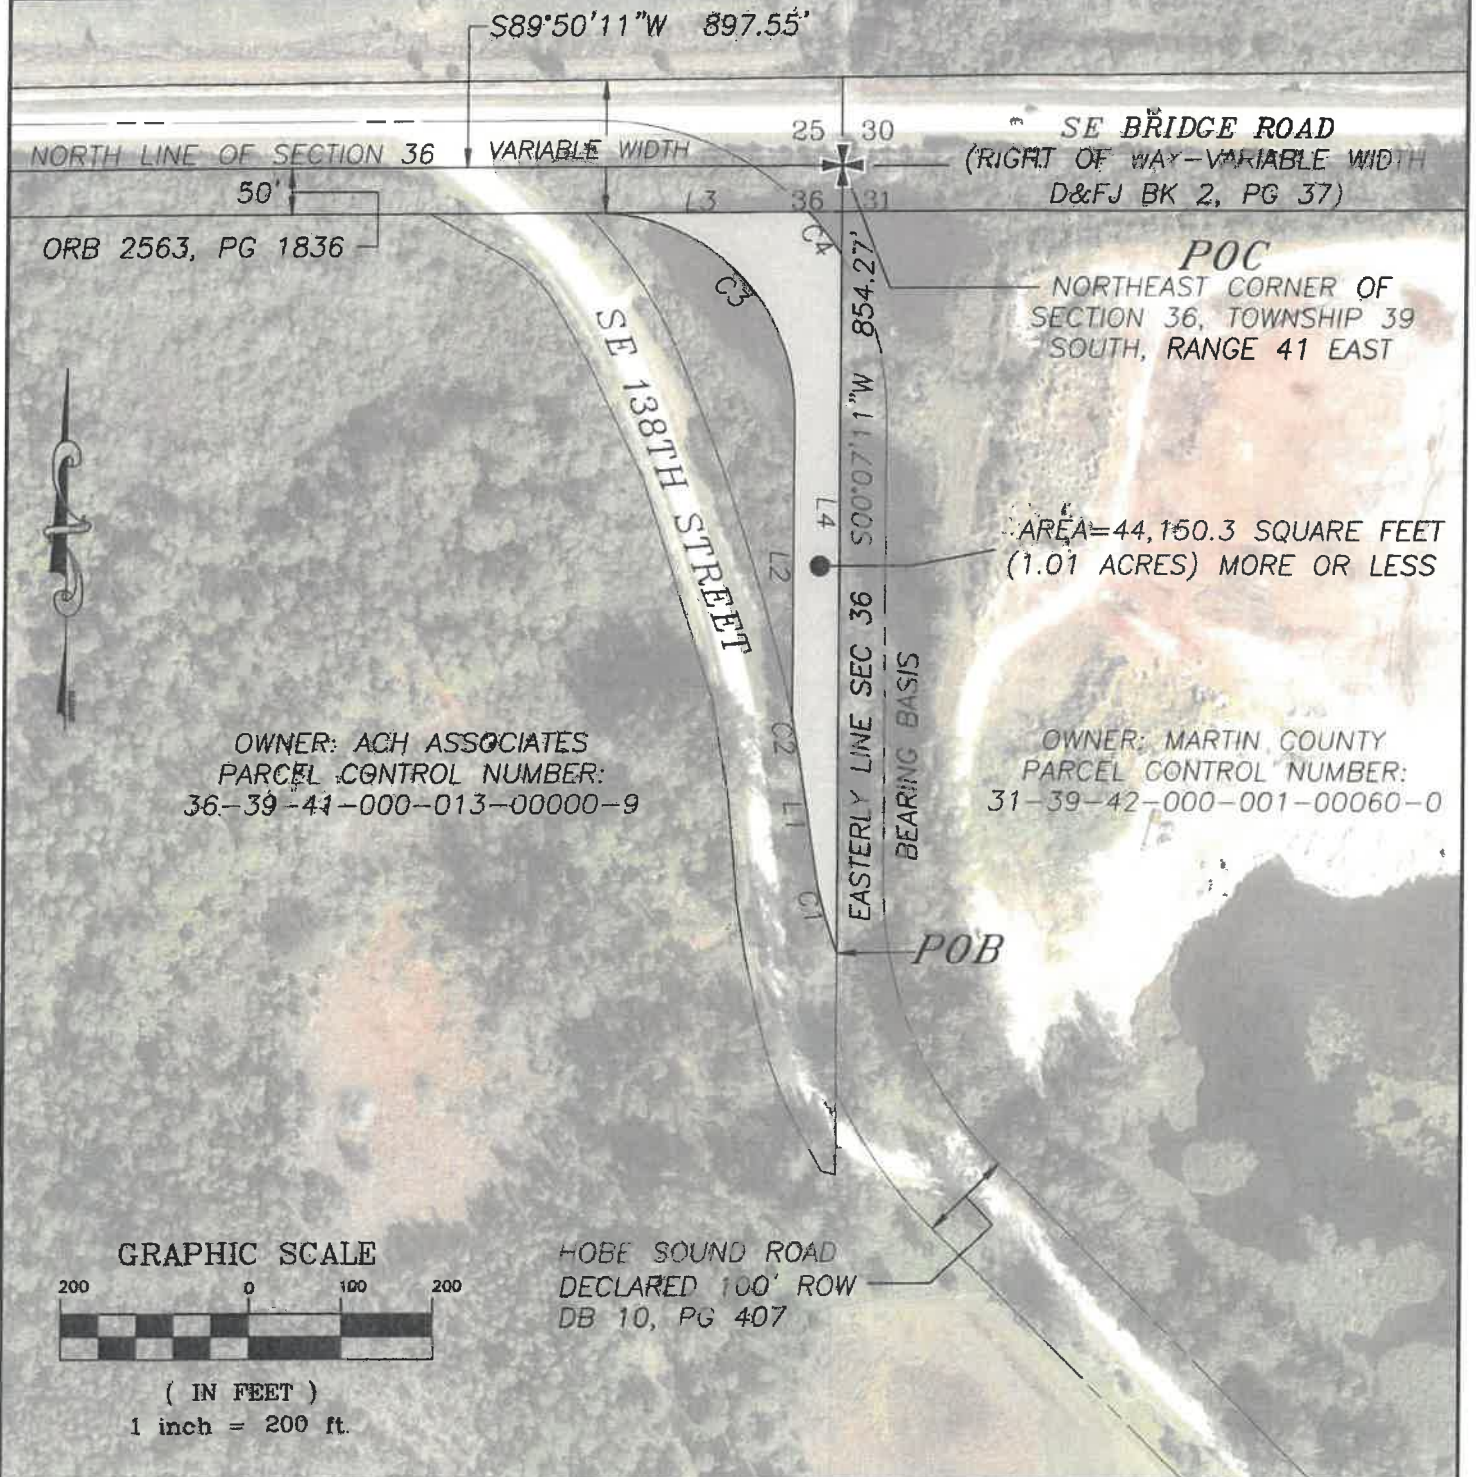 S89°50'11"W 897.55'
25 30
SE BRIDGE ROAD
NORTH LINE OF SECTION 36
VARIABLE WIDTH
(RIGHT OF WAY-VARIABLE WIDTH
50'
L3
36 31
D&FJ BK 2, PG 37)
ORB 2563, PG 1836
C4
POC
C3
NORTHEAST CORNER OF
SECTION 36, TOWNSHIP 39
SOUTH, RANGE 41 EAST
S00°07'11"W 854.27'
SE 138TH STREET
L4
L2
AREA=44,150.3 SQUARE FEET
(1.01 ACRES) MORE OR LESS
EASTERLY LINE SEC 36
BEARING BASIS
OWNER: ACH ASSOCIATES
PARCEL CONTROL NUMBER:
36-39-41-000-013-00000-9
C2
L1
OWNER: MARTIN COUNTY
PARCEL CONTROL NUMBER:
31-39-42-000-001-00060-0
C1
POB
GRAPHIC SCALE
200 0 100 200
( IN FEET )
1 inch = 200 ft.
HOBE SOUND ROAD
DECLARED 100' ROW
DB 10, PG 407